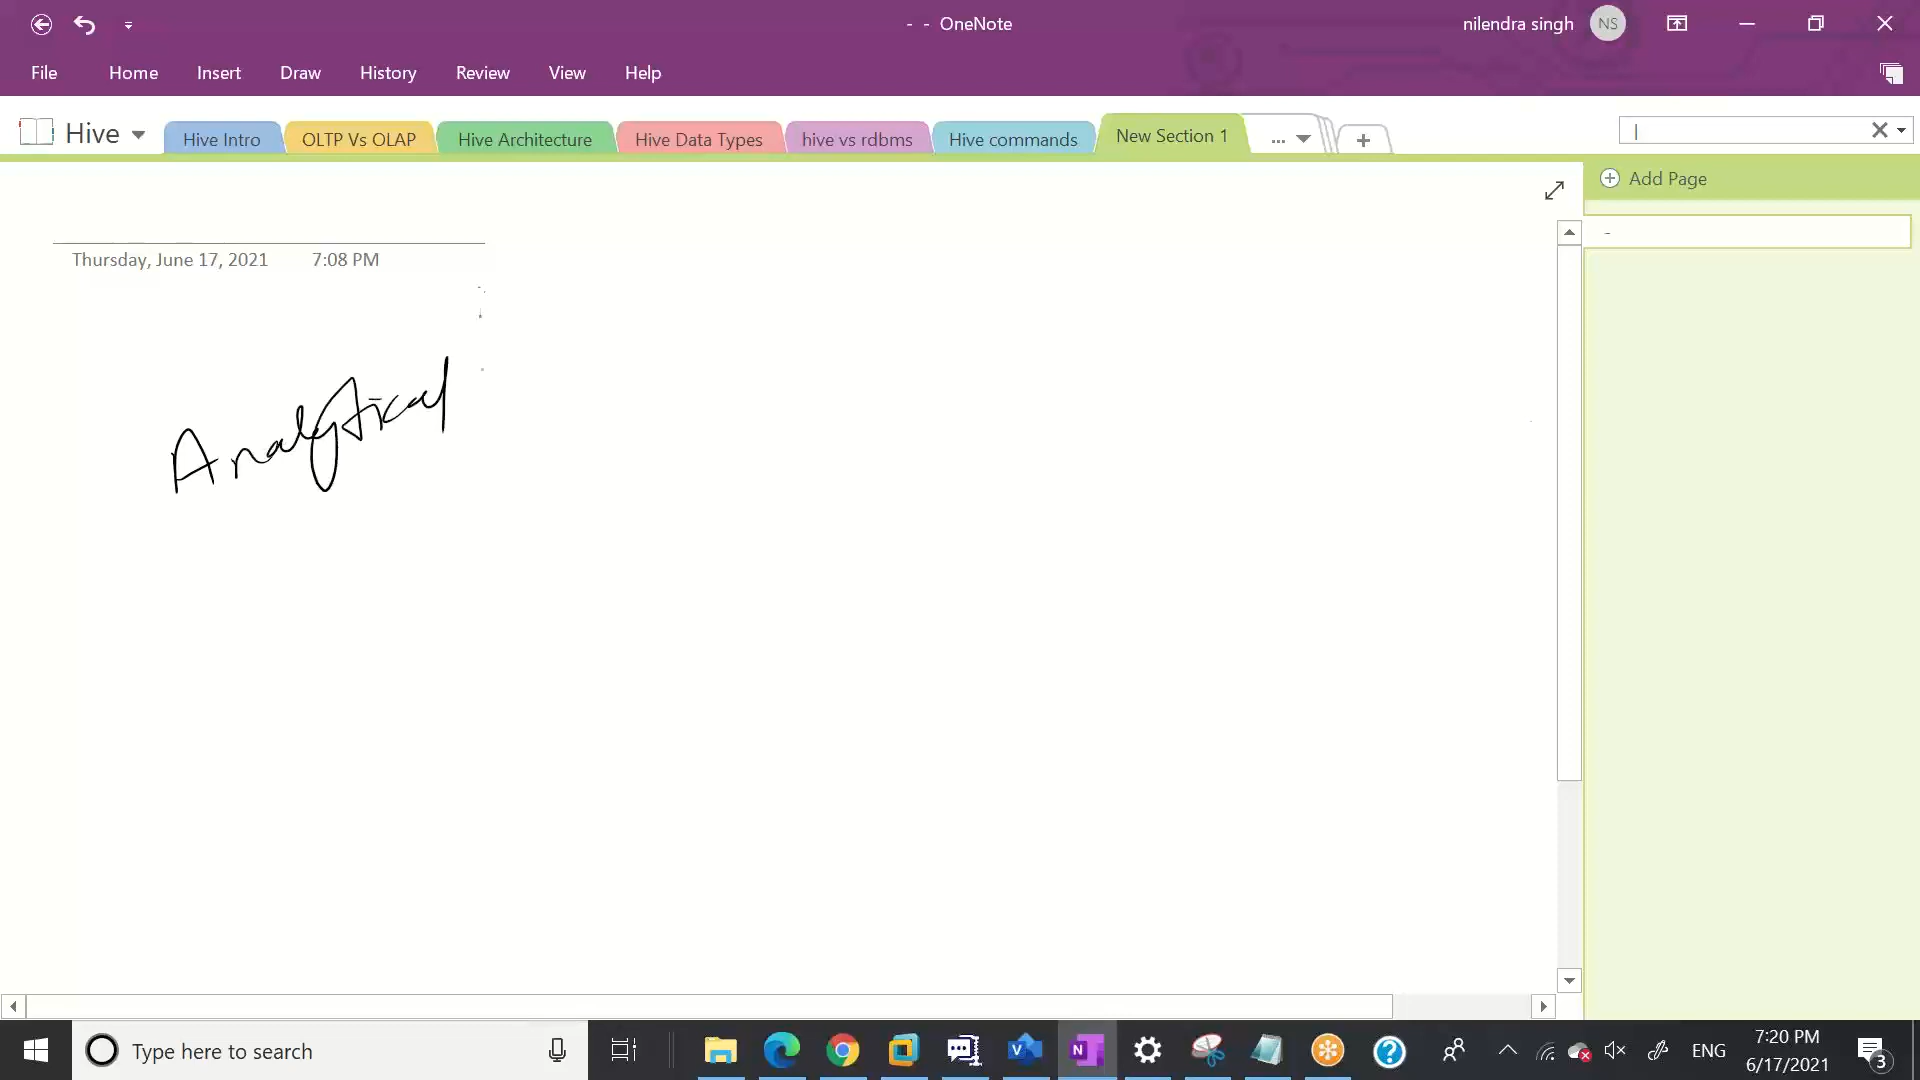 - - OneNote
nilendra singh NS
File Home Insert Draw History Review View Help
Hive Hive Intro OLTP Vs OLAP Hive Architecture Hive Data Types hive vs rdbms Hive commands New Section 1 ... +
Add Page
-
Thursday, June 17, 2021 7:08 PM
Analytical
Type here to search
ENG
7:20 PM
6/17/2021
3